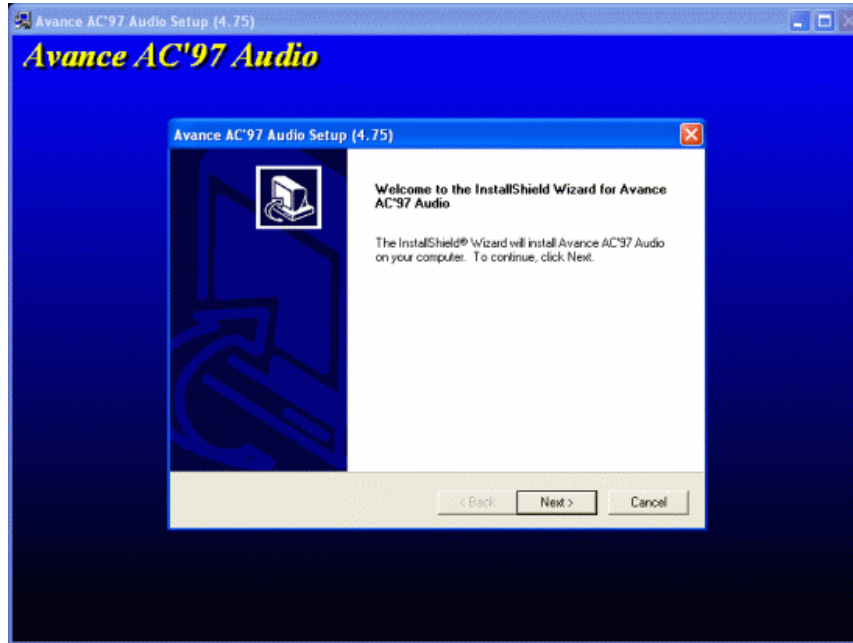 Avance AC'97 Audio Setup (4.75)
Avance AC'97 Audio
Avance AC'97 Audio Setup (4.75)
Welcome to the InstallShield Wizard for Avance
AC'97 Audio
The InstallShield® Wizard will install Avance AC'97 Audio
on your computer. To continue, click Next.
< Back Next > Cancel